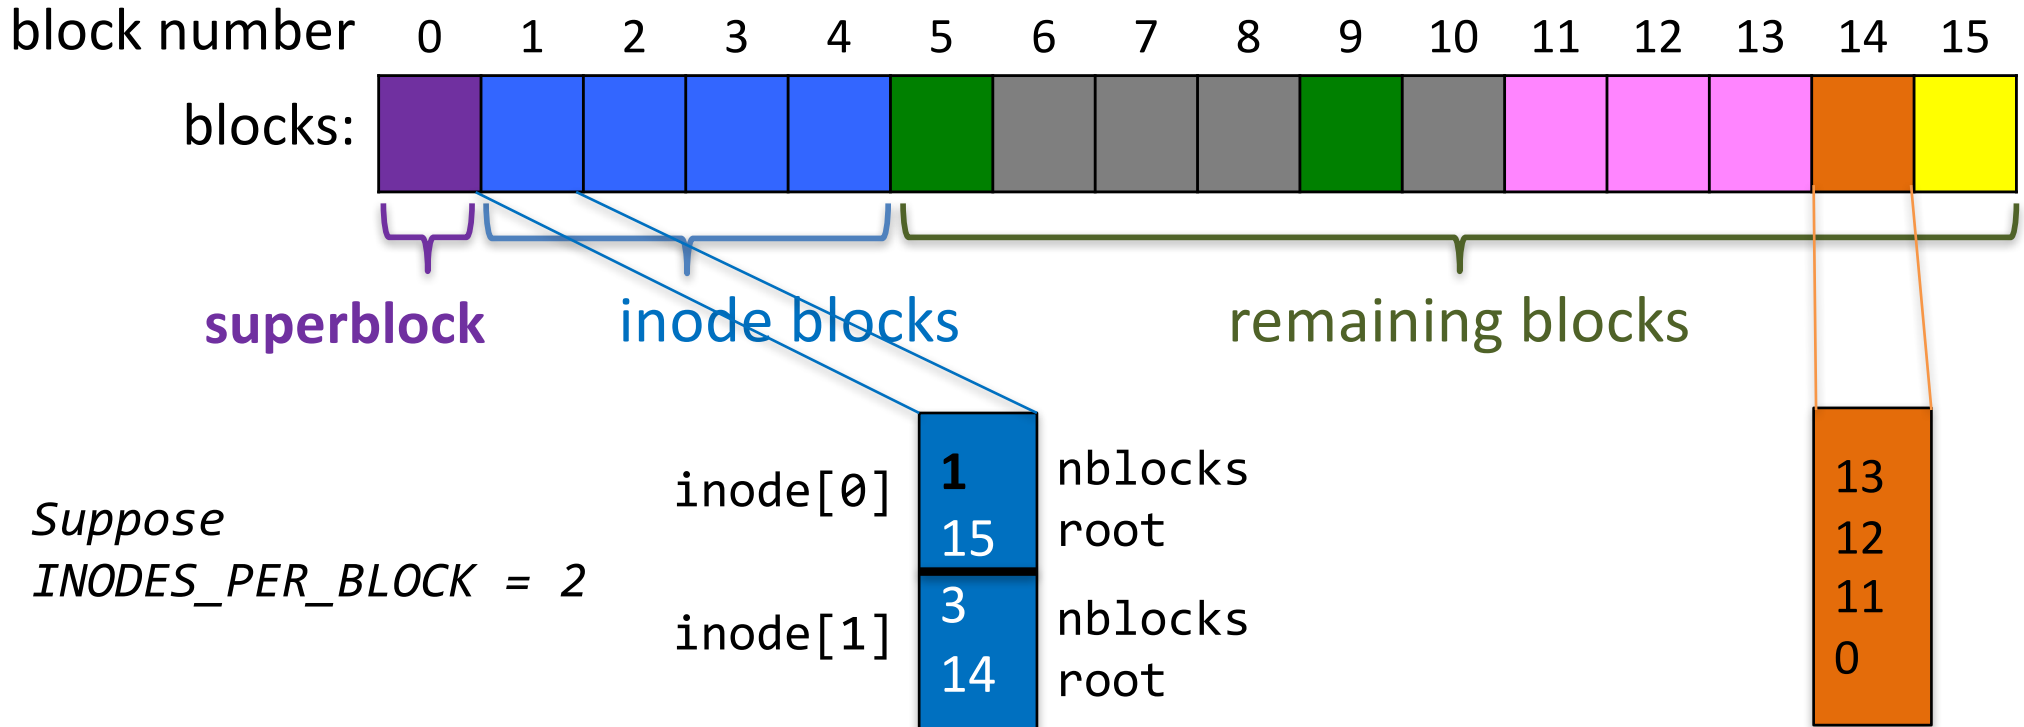 block number 0 1 2 3 4 5 6 7 8 9 10 11 12 13 14 15
blocks:
superblock inode blocks remaining blocks
inode[0] 1 nblocks
15 root
inode[1] 3 nblocks
14 root
Suppose
INODES_PER_BLOCK = 2
13
12
11
0